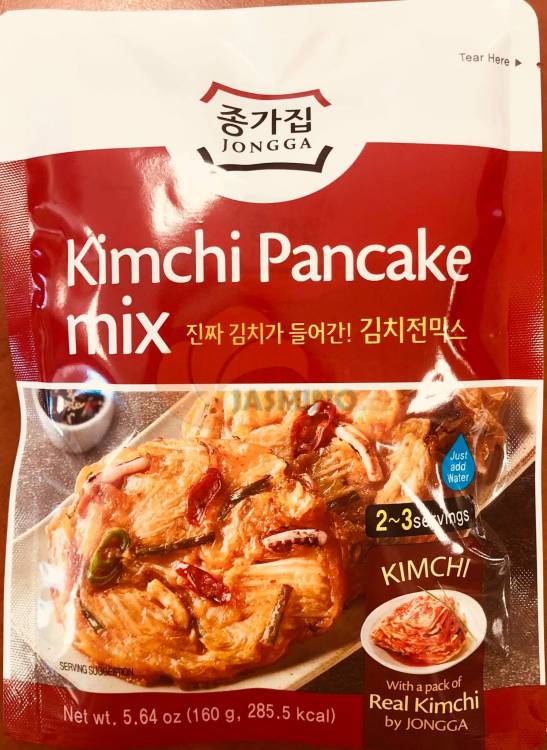 Tear Here ▶
종가집
JONGGA
Kimchi Pancake
mix 진짜 김치가 들어간! 김치전믹스
JASMINO
Just
add
Water
2~3servings
KIMCHI
SERVING SUGGESTION
With a pack of
Real Kimchi
by JONGGA
Net wt. 5.64 oz (160 g, 285.5 kcal)